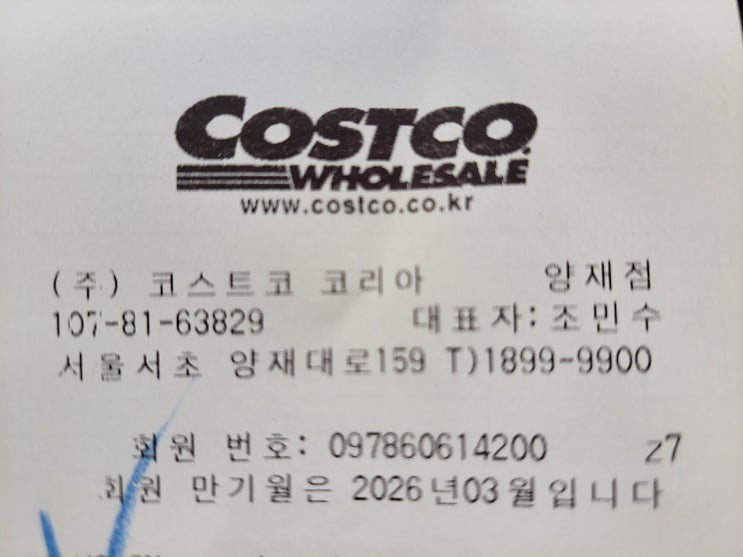 COSTCO
WHOLESALE
www.costco.co.kr
(주) 코스트코 코리아 양재점
107-81-63829 대표자: 조민수
서울서초 양재대로159 T)1899-9900
회원 번호: 097860614200 z7
회원 만기월은 2026년03월입니다